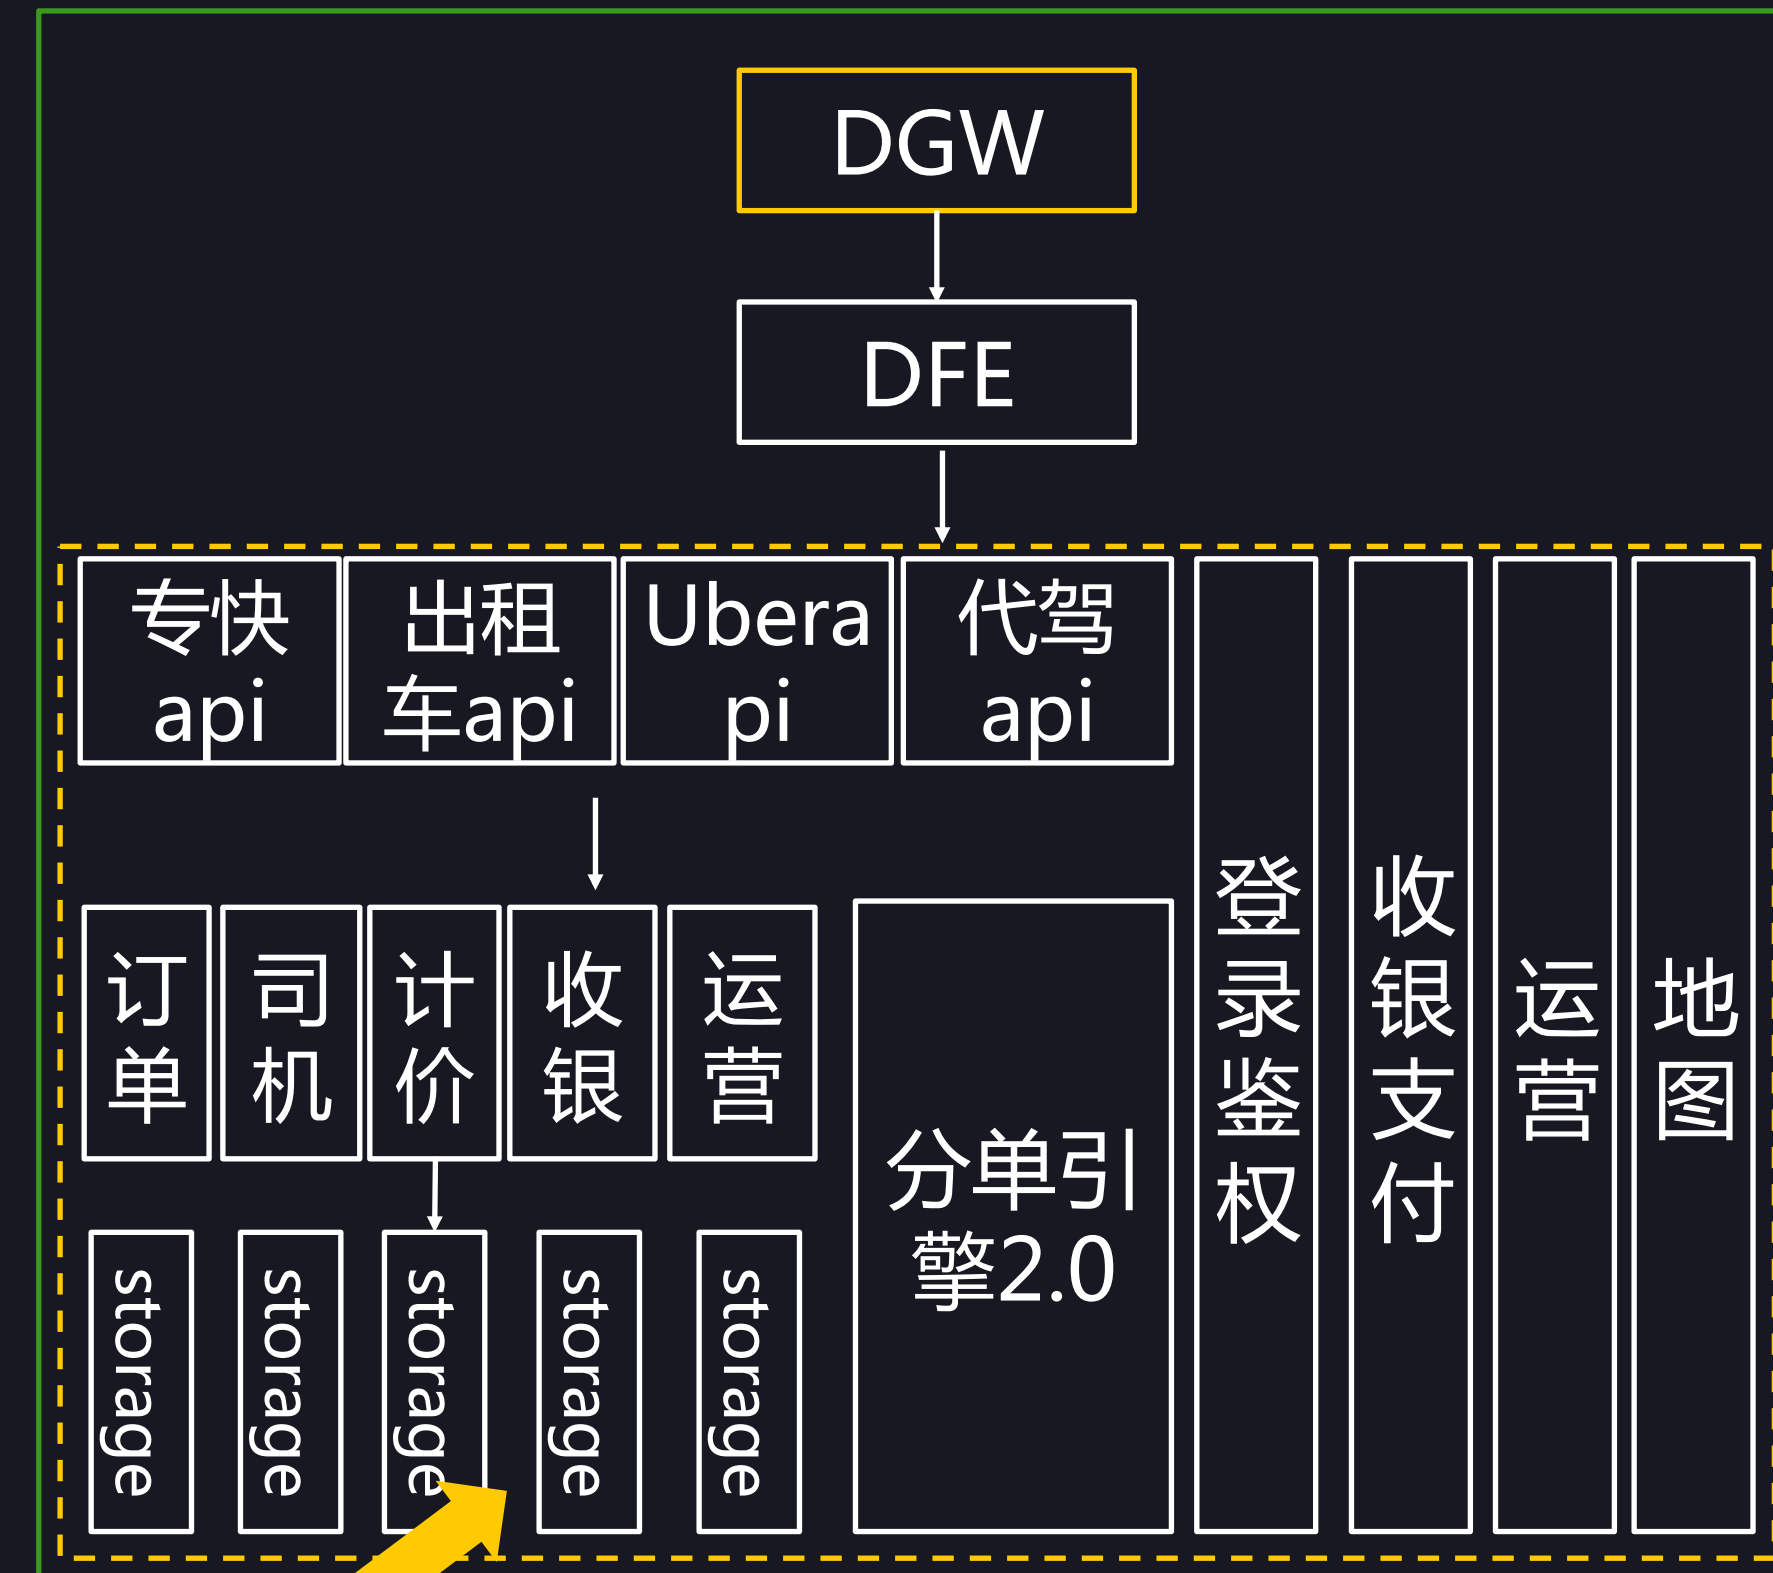 DGW
DFE
专快
api
出租
车api
Ubera
pi
代驾
api
订
单
司
机
计
价
收
银
运
营
分单引
擎2.0
登
录
鉴
权
收
银
支
付
运
营
地
图
storage
storage
storage
storage
storage